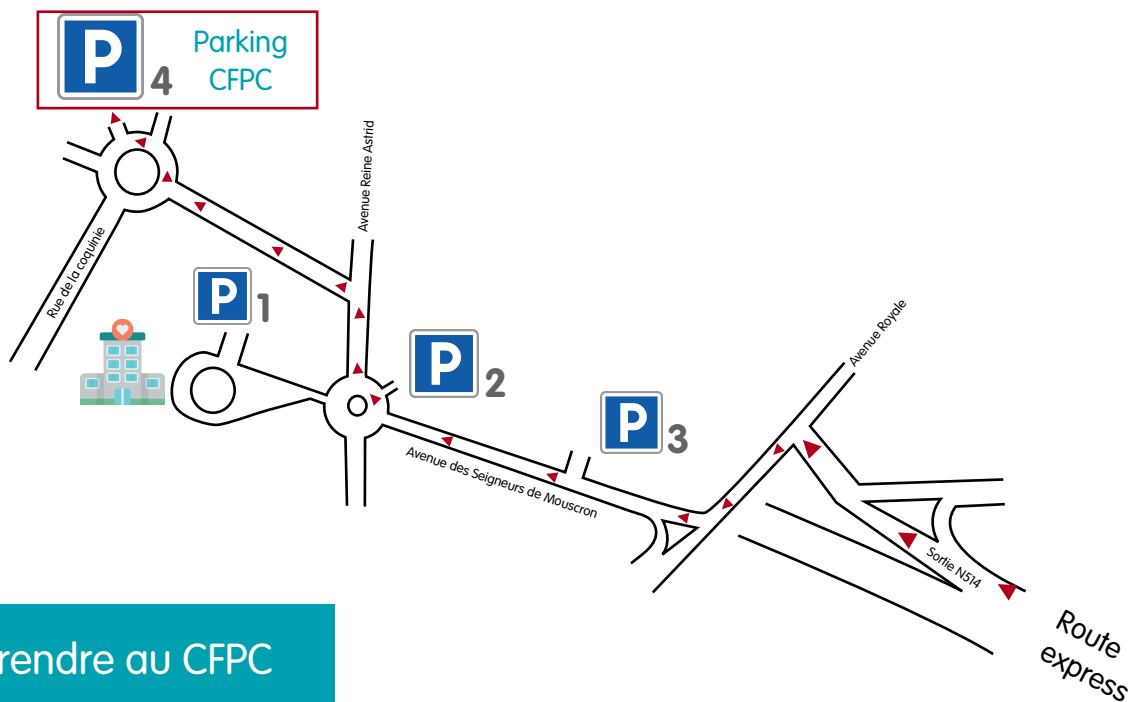 P
4
Parking
CFPC
Avenue Reine Astrid
Rue de la coquinie
P
1
P
2
P
3
Avenue Royale
Avenue des Seigneurs de Mouscron
Sortie N514
Route
express
rendre au CFPC